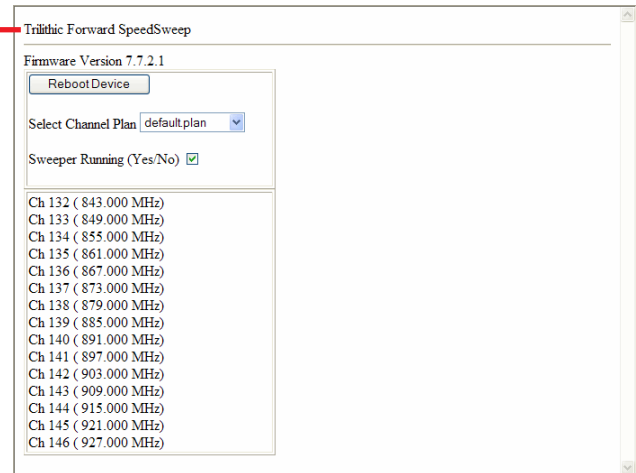 Trilithic Forward SpeedSweep
Firmware Version 7.7.2.1
Reboot Device
Select Channel Plan default.plan
Sweeper Running (Yes/No)
Ch 132 ( 843.000 MHz)
Ch 133 ( 849.000 MHz)
Ch 134 ( 855.000 MHz)
Ch 135 ( 861.000 MHz)
Ch 136 ( 867.000 MHz)
Ch 137 ( 873.000 MHz)
Ch 138 ( 879.000 MHz)
Ch 139 ( 885.000 MHz)
Ch 140 ( 891.000 MHz)
Ch 141 ( 897.000 MHz)
Ch 142 ( 903.000 MHz)
Ch 143 ( 909.000 MHz)
Ch 144 ( 915.000 MHz)
Ch 145 ( 921.000 MHz)
Ch 146 ( 927.000 MHz)